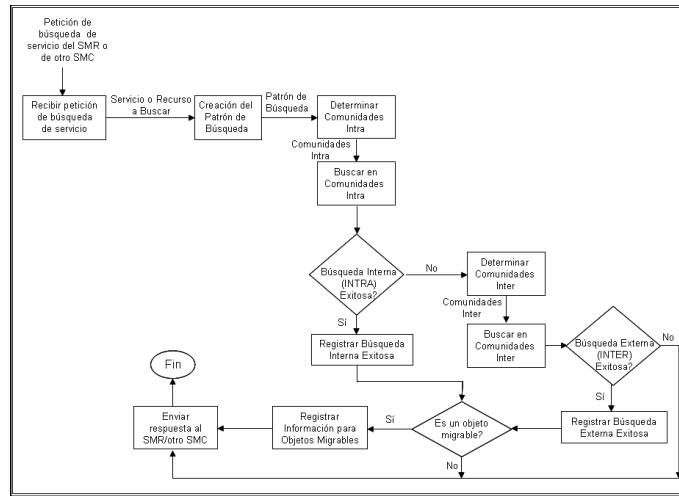 Petición de
búsqueda de
servicio del SMR o
de otro SMC
Recibir petición
de búsqueda
de servicio
Servicio o Recurso
a Buscar
Creación del
Patrón de
Búsqueda
Patrón de
Búsqueda
Determinar
Comunidades
Intra
Comunidades
Intra
Buscar en
Comunidades
Intra
Búsqueda Interna
(INTRA)
Exitosa?
No
Determinar
Comunidades
Inter
Comunidades
Inter
Buscar en
Comunidades
Inter
Búsqueda Externa
(INTER)
Exitosa?
No
Sí
Registrar Búsqueda
Interna Exitosa
Sí
Registrar Búsqueda
Externa Exitosa
Es un objeto
migrable?
Sí
No
Registrar
Información para
Objetos Migrables
Enviar
respuesta al
SMR/otro SMC
Fin